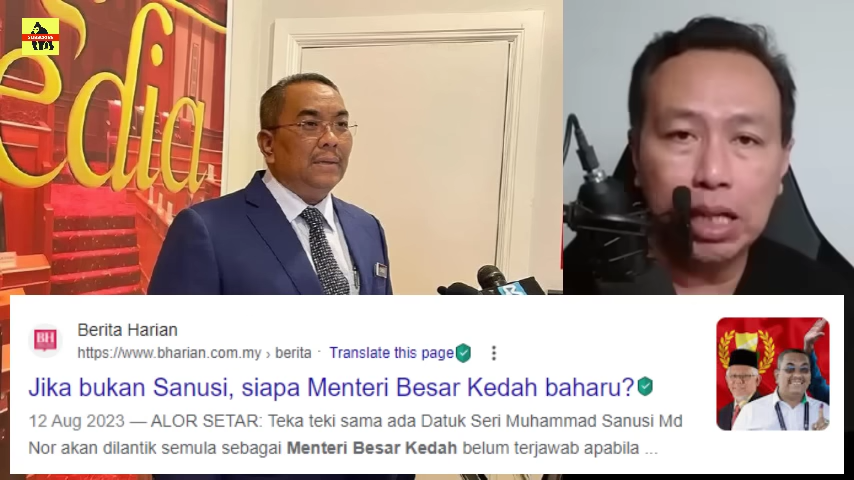 edia
Berita Harian
BH
https://www.bharian.com.my › berita · Translate this page
Jika bukan Sanusi, siapa Menteri Besar Kedah baharu?
12 Aug 2023 — ALOR SETAR: Teka teki sama ada Datuk Seri Muhammad Sanusi Md
Nor akan dilantik semula sebagai Menteri Besar Kedah belum terjawab apabila ...